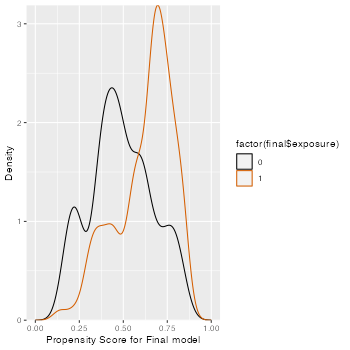 3
2
1
0
Density
0.00 0.25 0.50 0.75 1.00
Propensity Score for Final model
factor(final$exposure)
0
1